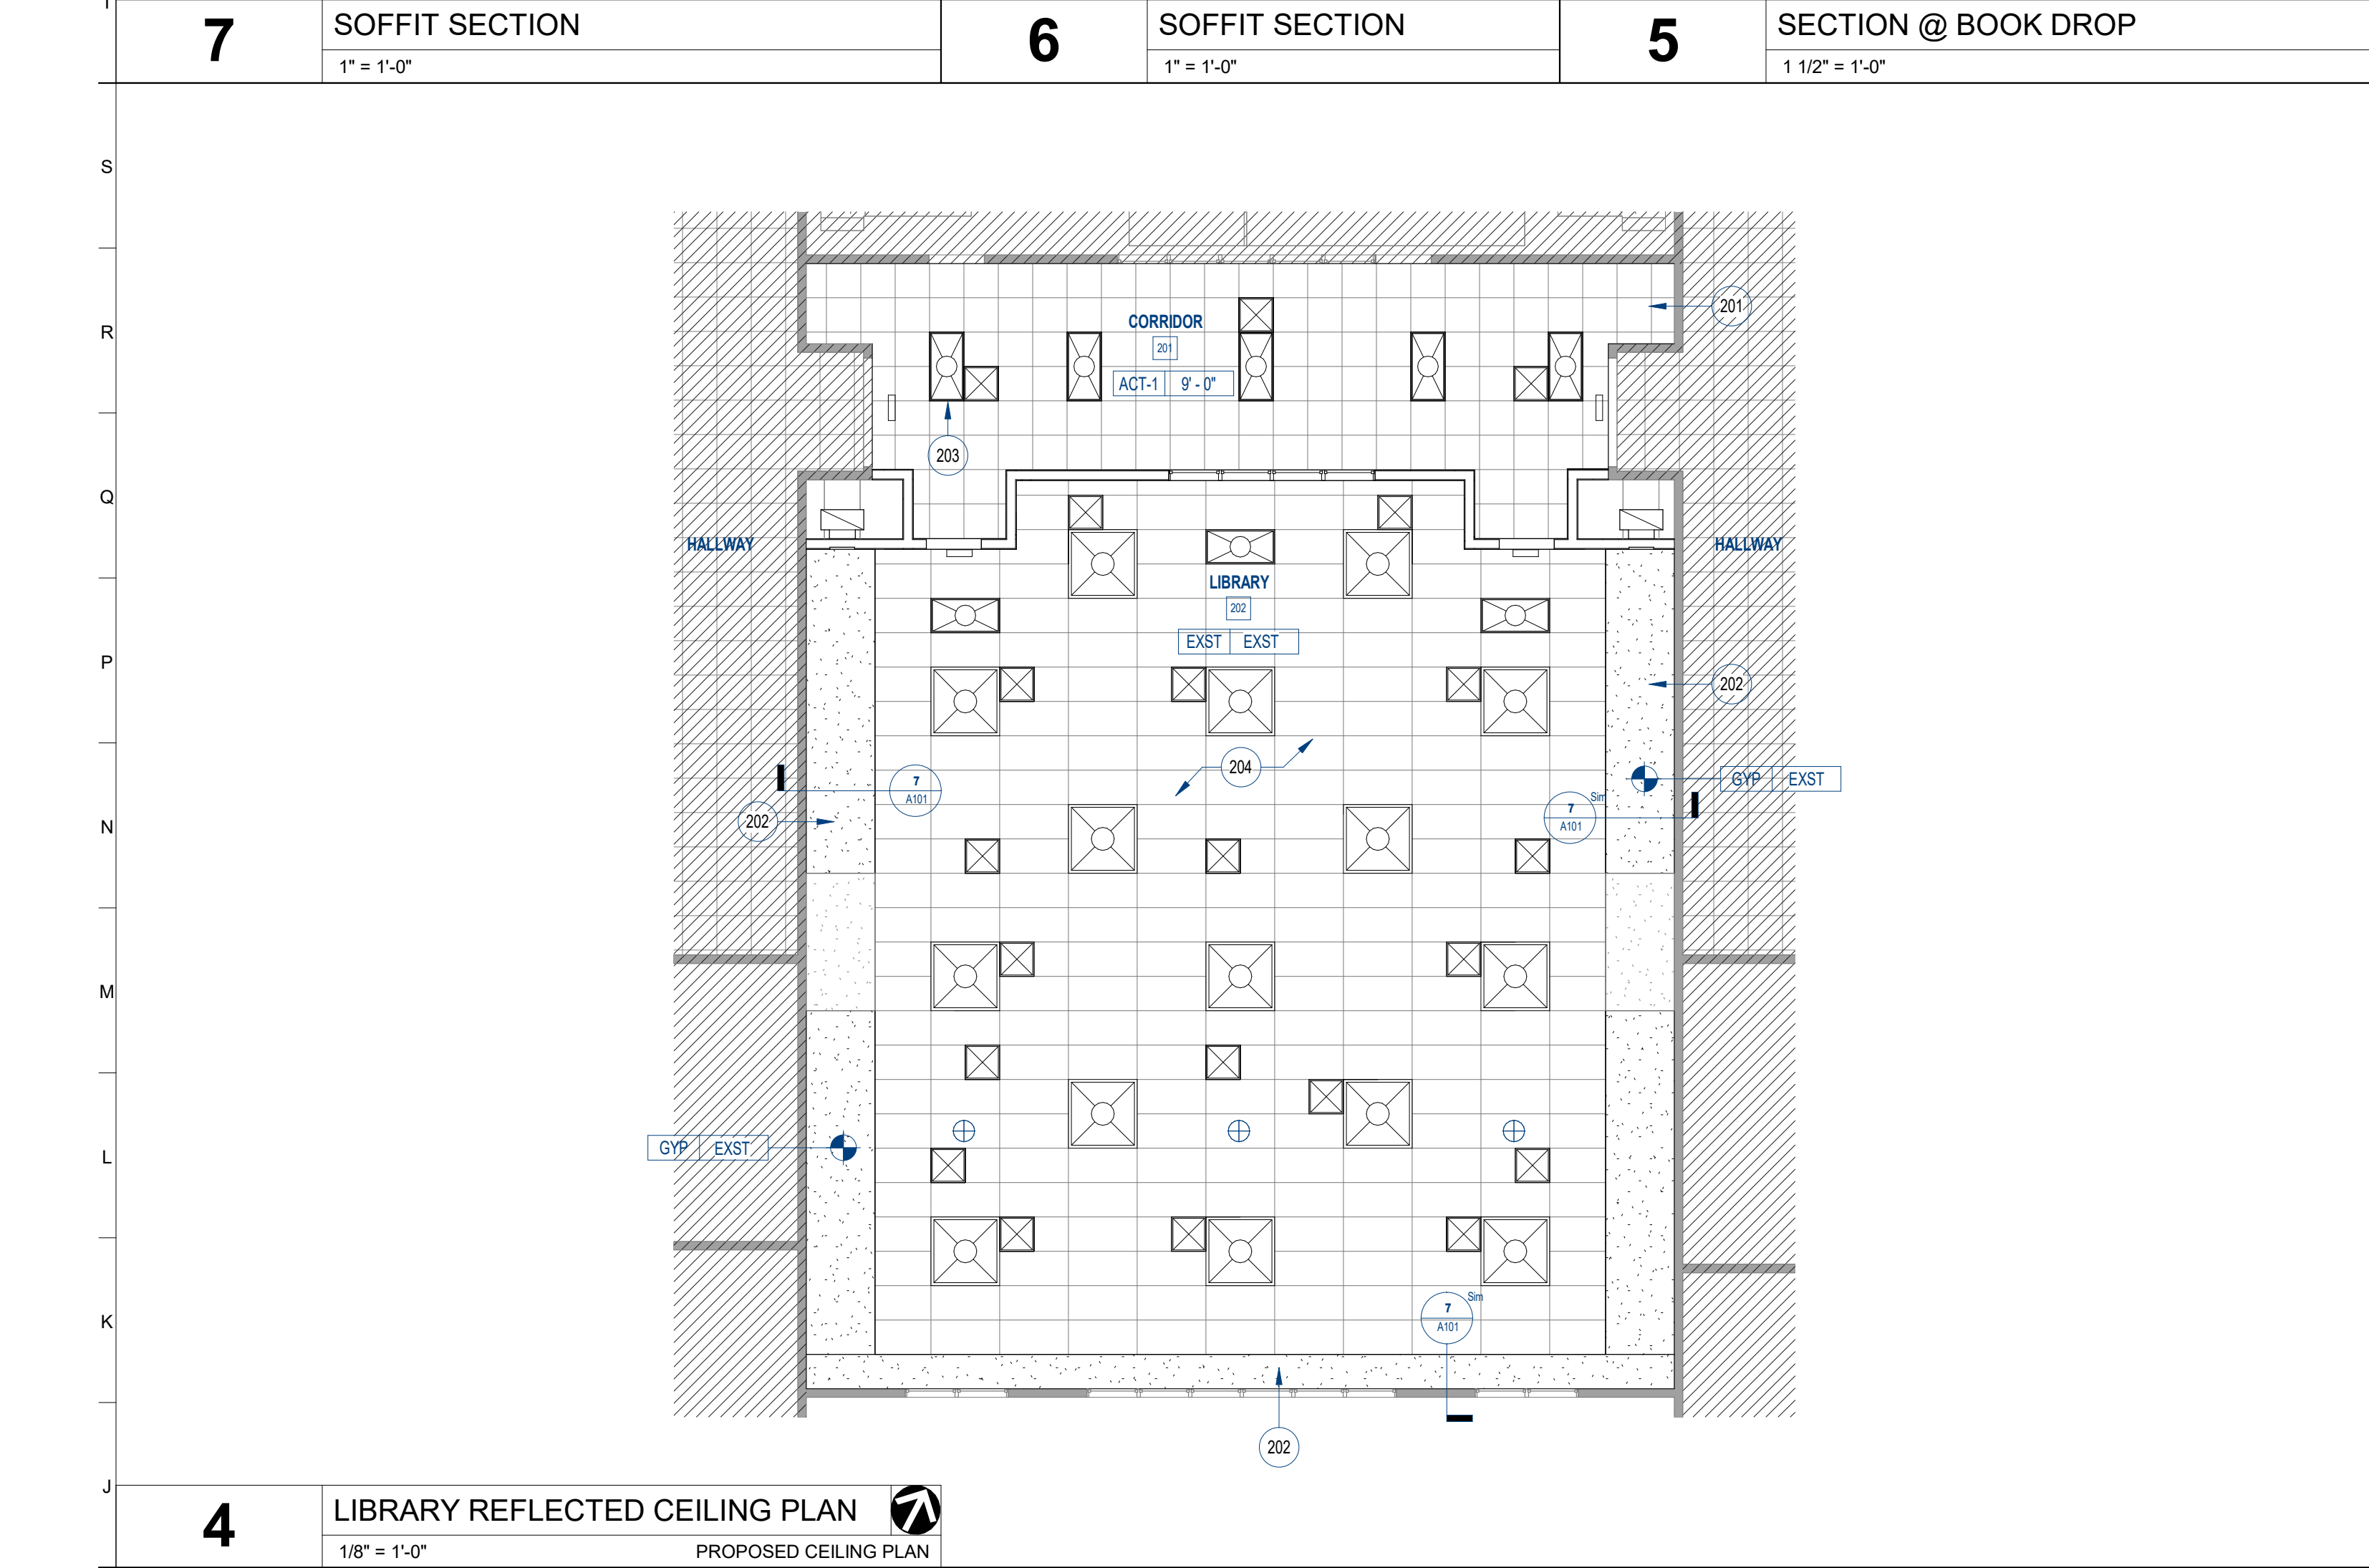 7
SOFFIT SECTION
1" = 1'-0"
6
SOFFIT SECTION
1" = 1'-0"
5
SECTION @ BOOK DROP
1 1/2" = 1'-0"
S
R
Q
P
N
M
L
K
J
201
CORRIDOR
201
ACT-1 9' - 0"
203
HALLWAY
HALLWAY
LIBRARY
202
EXST EXST
202
204
7
A101
GYP EXST
Sim
7
A101
202
GYP EXST
Sim
7
A101
202
4
LIBRARY REFLECTED CEILING PLAN
1/8" = 1'-0"
PROPOSED CEILING PLAN